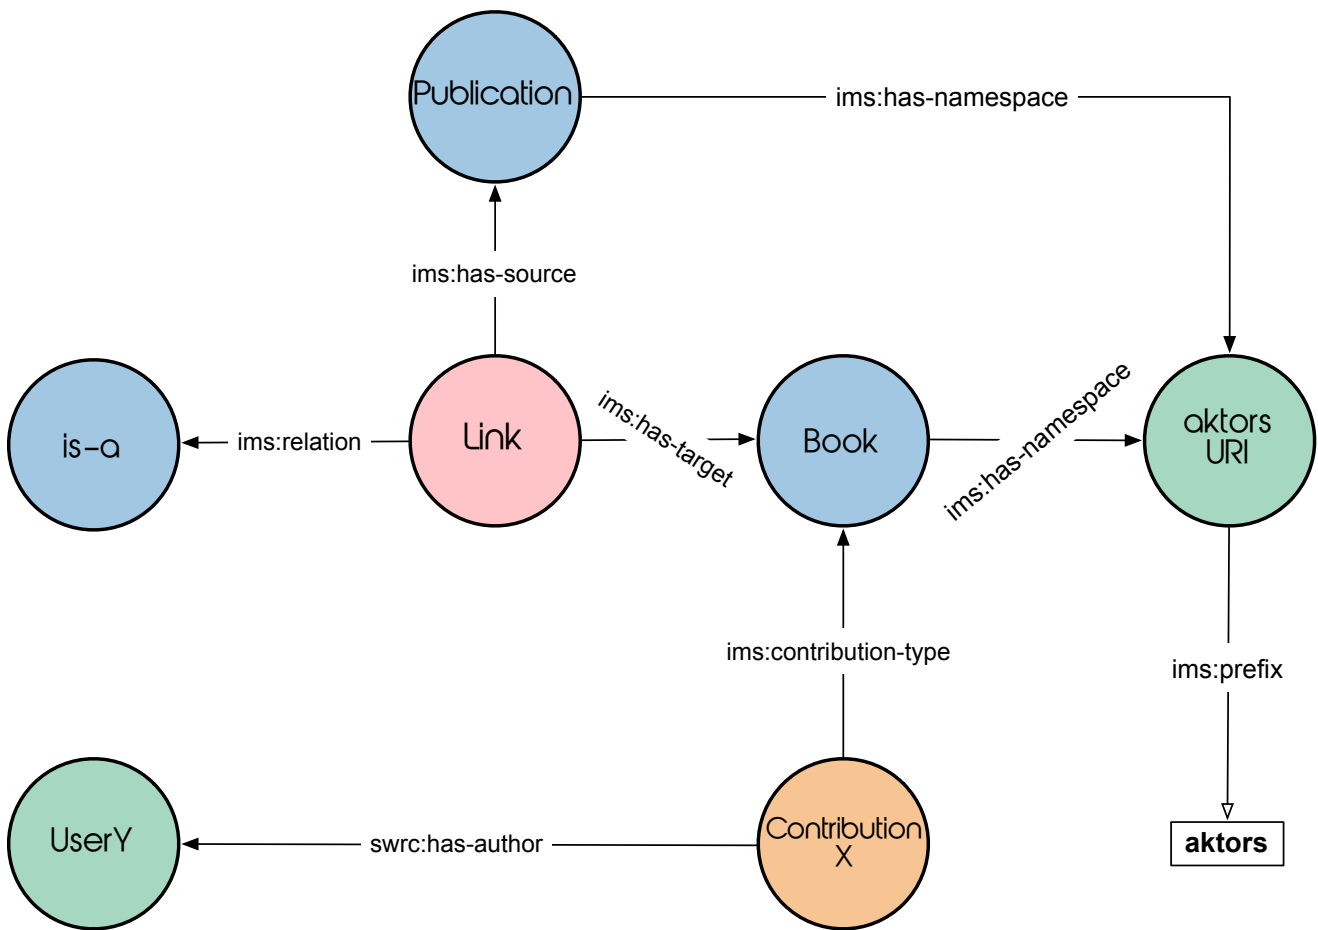 Publication
ims:has-namespace
ims:has-source
is-a
ims:relation
Link
ims:has-target
Book
ims:has-namespace
aktors
URI
ims:contribution-type
ims:prefix
UserY
swrc:has-author
Contribution
X
aktors